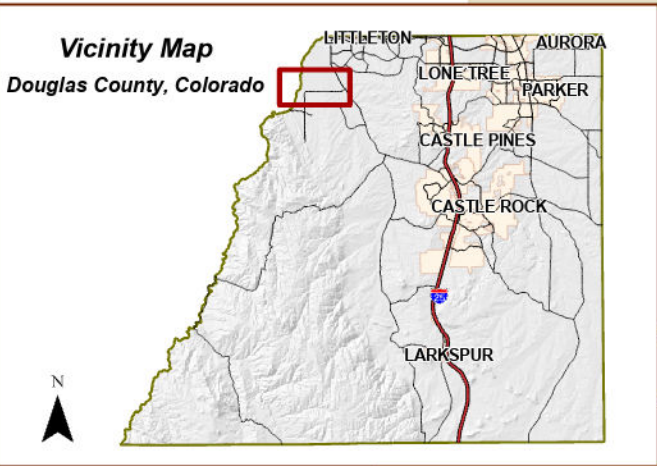 Vicinity Map
Douglas County, Colorado
LITTLETON
AURORA
LONE TREE
PARKER
CASTLE PINES
CASTLE ROCK
25
LARKSPUR
N